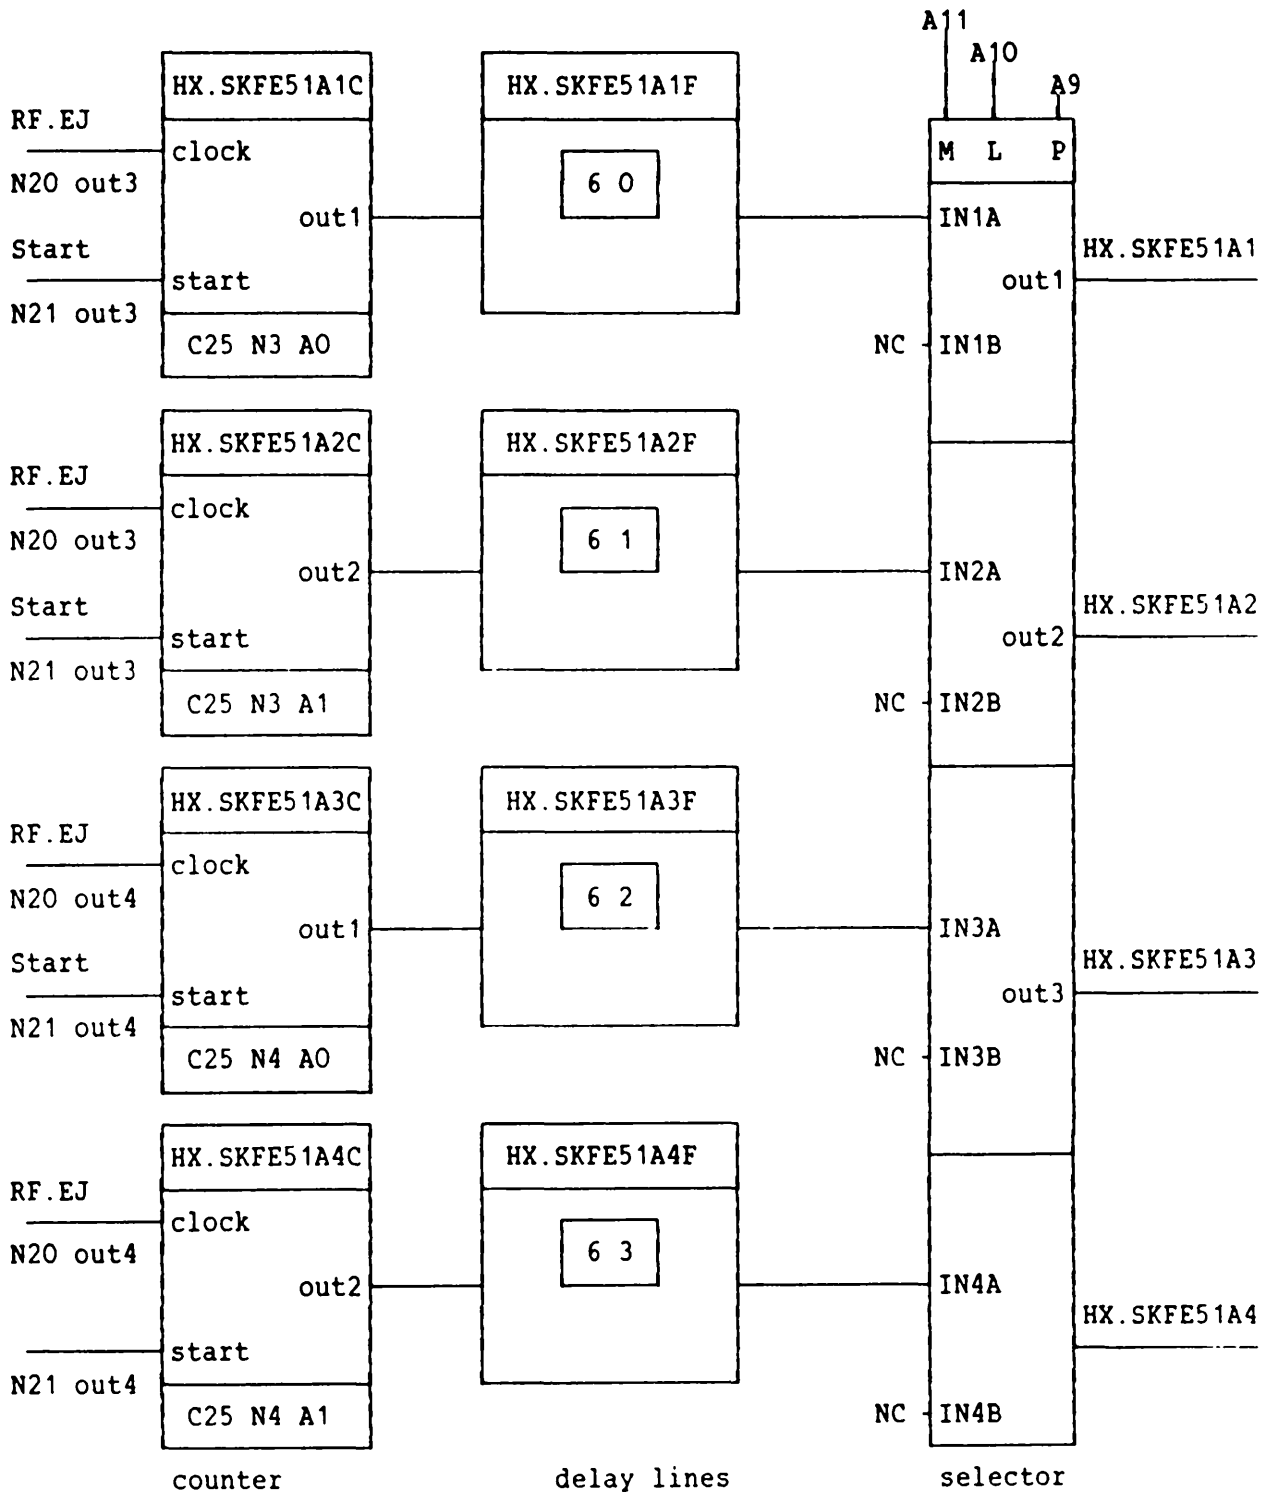 A11
A10
A9
HX.SKFE51A1C
HX.SKFE51A1F
RF.EJ
clock
M L P
N20 out3
6 0
out1
IN1A
Start
HX.SKFE51A1
start
out1
N21 out3
C25 N3 A0
NC
IN1B
HX.SKFE51A2C
HX.SKFE51A2F
RF.EJ
clock
N20 out3
6 1
out2
IN2A
Start
HX.SKFE51A2
start
out2
N21 out3
C25 N3 A1
NC
IN2B
HX.SKFE51A3C
HX.SKFE51A3F
RF.EJ
clock
N20 out4
6 2
out1
IN3A
Start
HX.SKFE51A3
start
out3
N21 out4
C25 N4 A0
NC
IN3B
HX.SKFE51A4C
HX.SKFE51A4F
RF.EJ
clock
N20 out4
6 3
out2
IN4A
HX.SKFE51A4
start
N21 out4
C25 N4 A1
NC
IN4B
counter
delay lines
selector